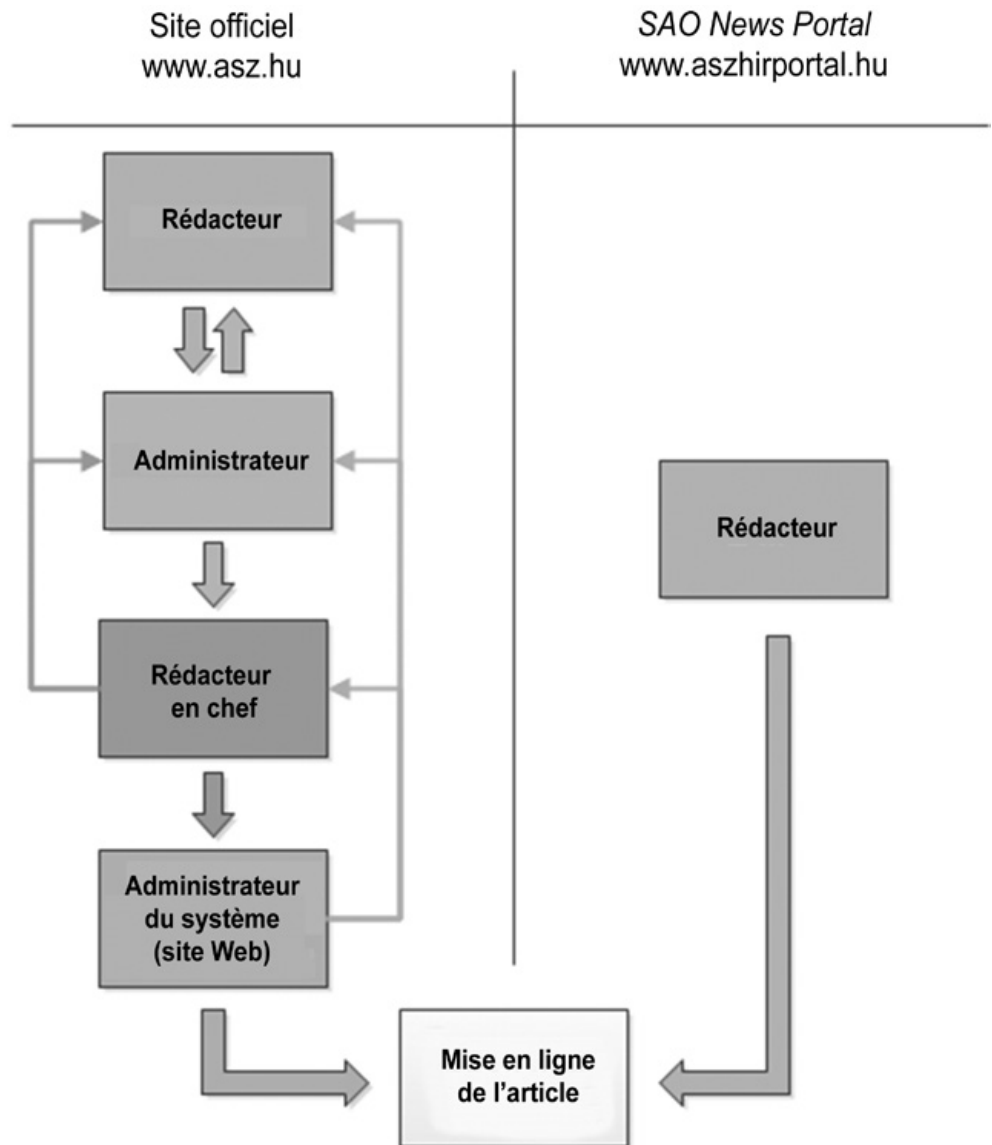 Site officiel
www.asz.hu
SAO News Portal
www.aszhirportal.hu
Rédacteur
Administrateur
Rédacteur
Rédacteur
en chef
Administrateur
du système
(site Web)
Mise en ligne
de l'article